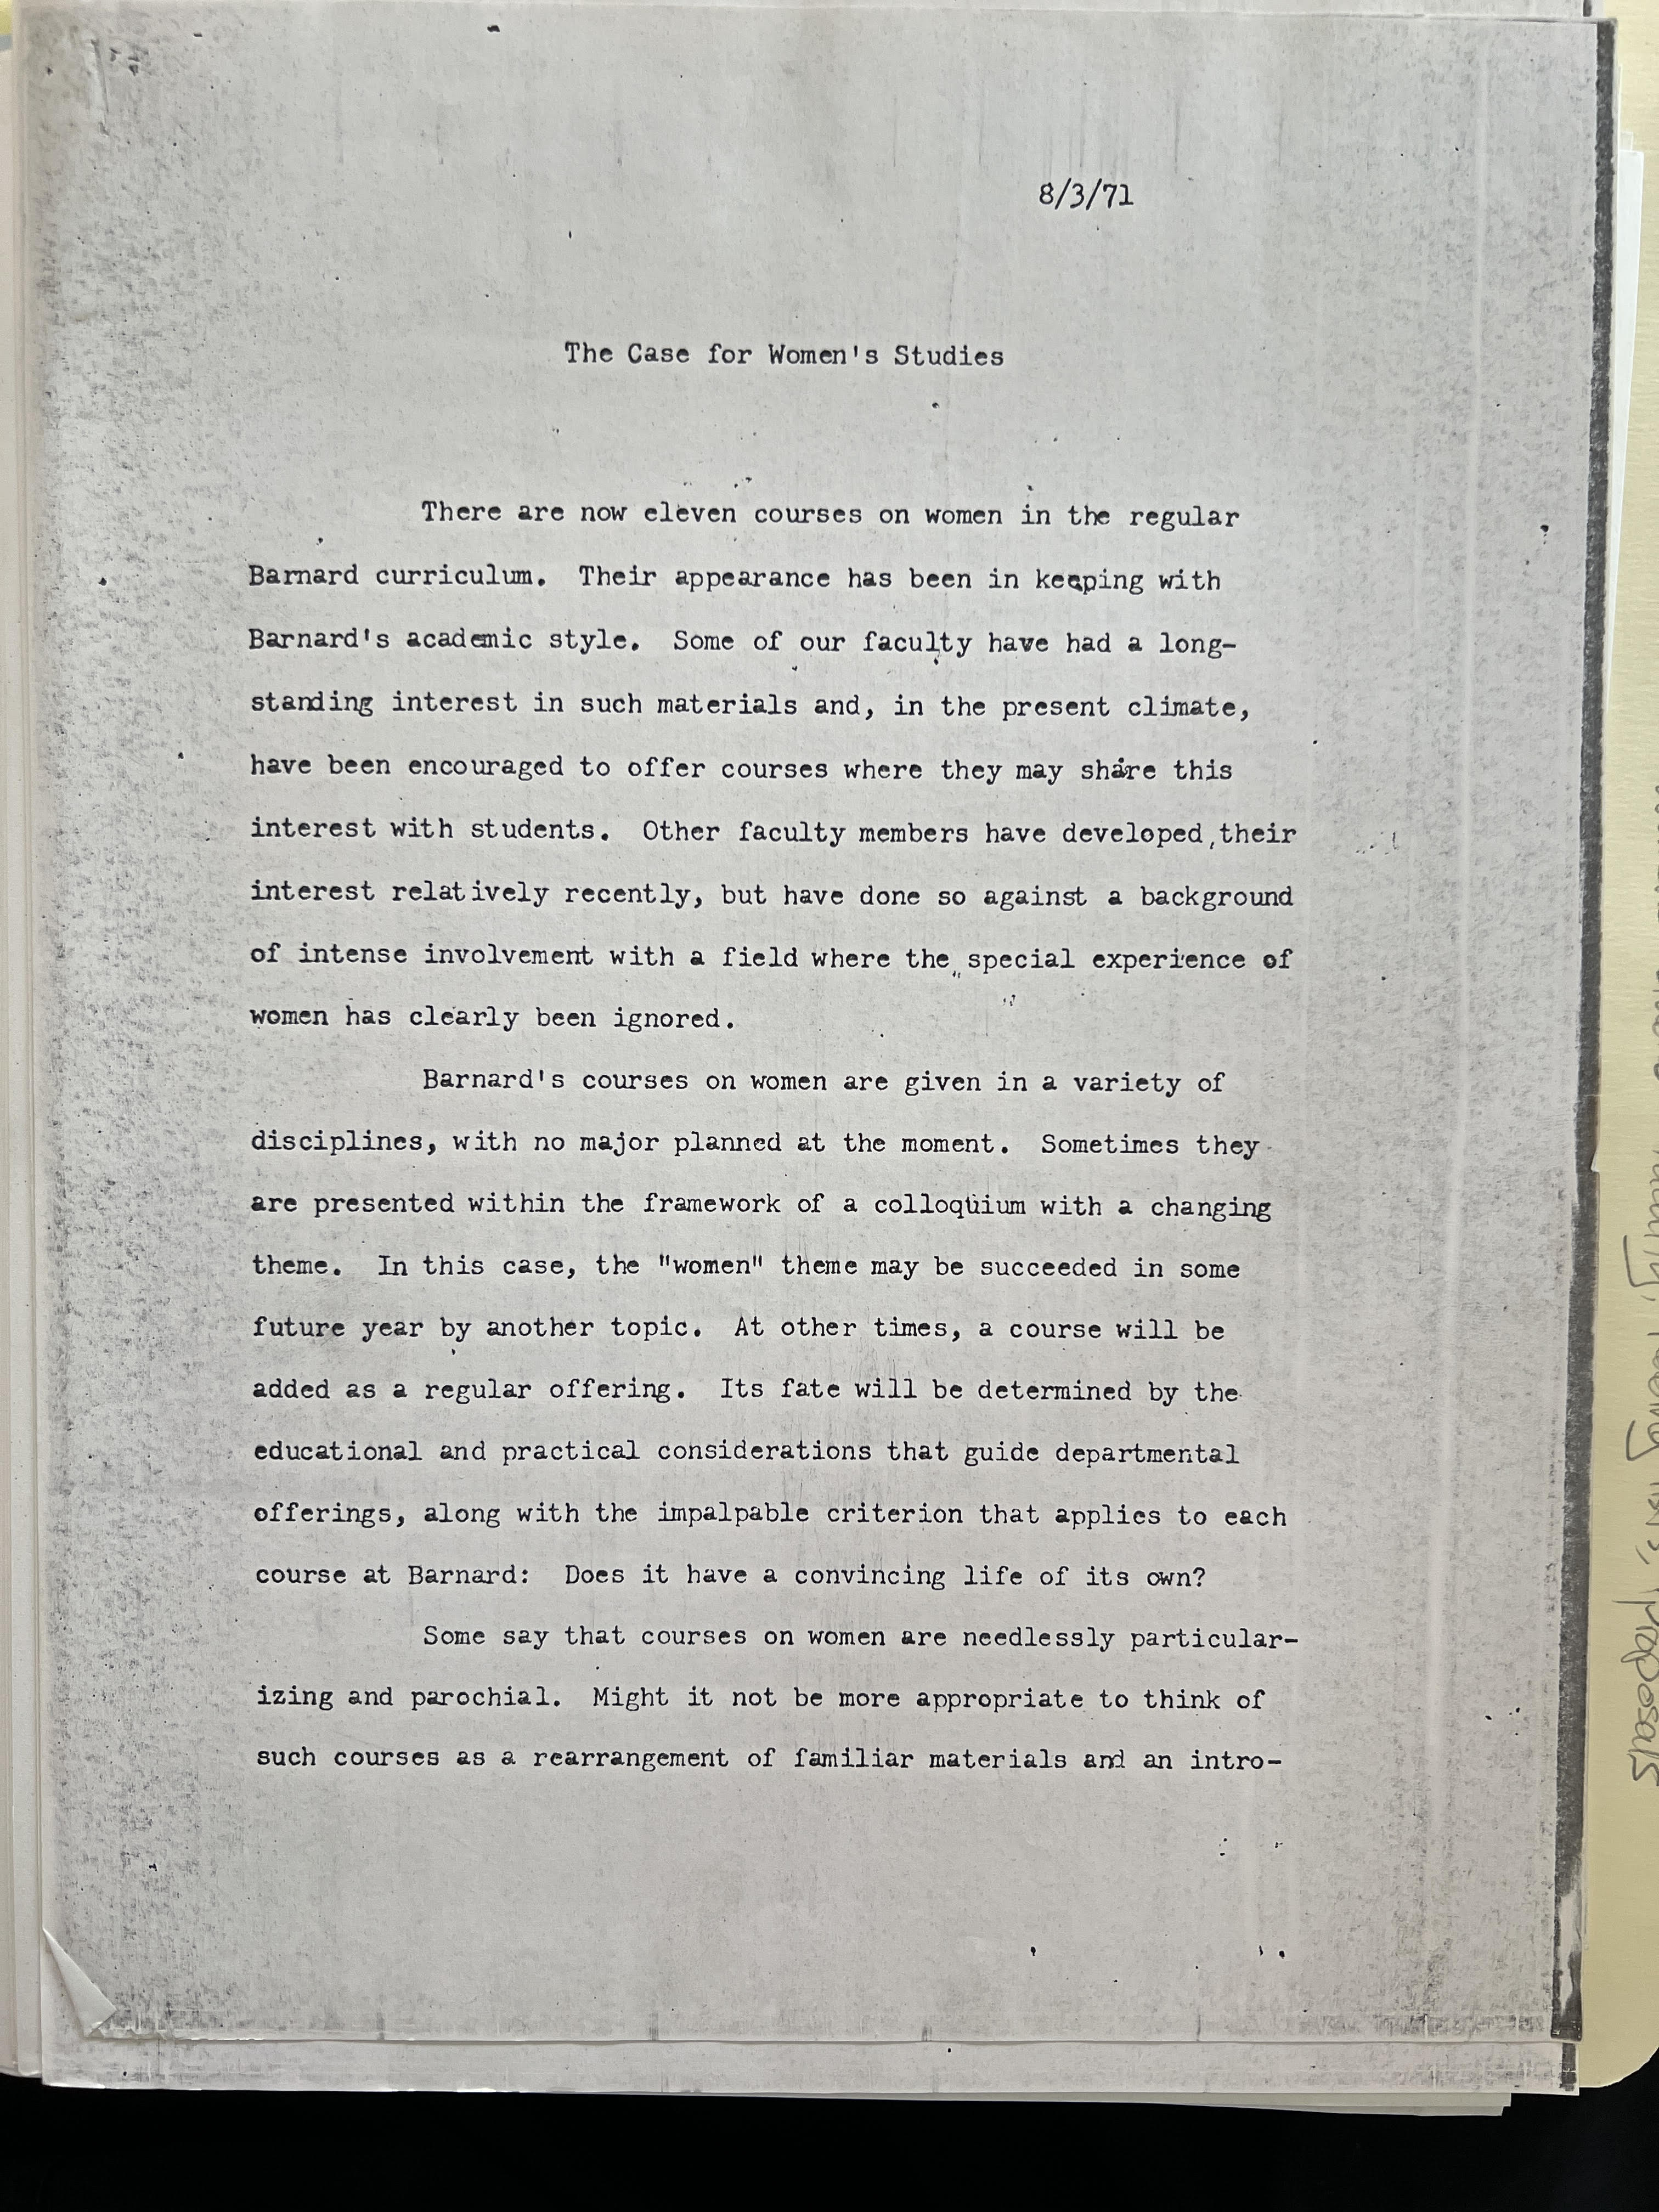 8/3/71
The Case for Women's Studies
There are now eleven courses on women in the regular
Barnard curriculum. Their appearance has been in keeping with
Barnard's academic style. Some of our faculty have had a long-
standing interest in such materials and, in the present climate,
have been encouraged to offer courses where they may share this
interest with students. Other faculty members have developed their
interest relatively recently, but have done so against a background
of intense involvement with a field where the special experience of
women has clearly been ignored.
Barnard's courses on women are given in a variety of
disciplines, with no major planned at the moment. Sometimes they
are presented within the framework of a colloquium with a changing
theme. In this case, the "women" theme may be succeeded in some
future year by another topic. At other times, a course will be
added as a regular offering. Its fate will be determined by the
educational and practical considerations that guide departmental
offerings, along with the impalpable criterion that applies to each
course at Barnard: Does it have a convincing life of its own?
Some say that courses on women are needlessly particular-
izing and parochial. Might it not be more appropriate to think of
such courses as a rearrangement of familiar materials and an intro-
Proposals